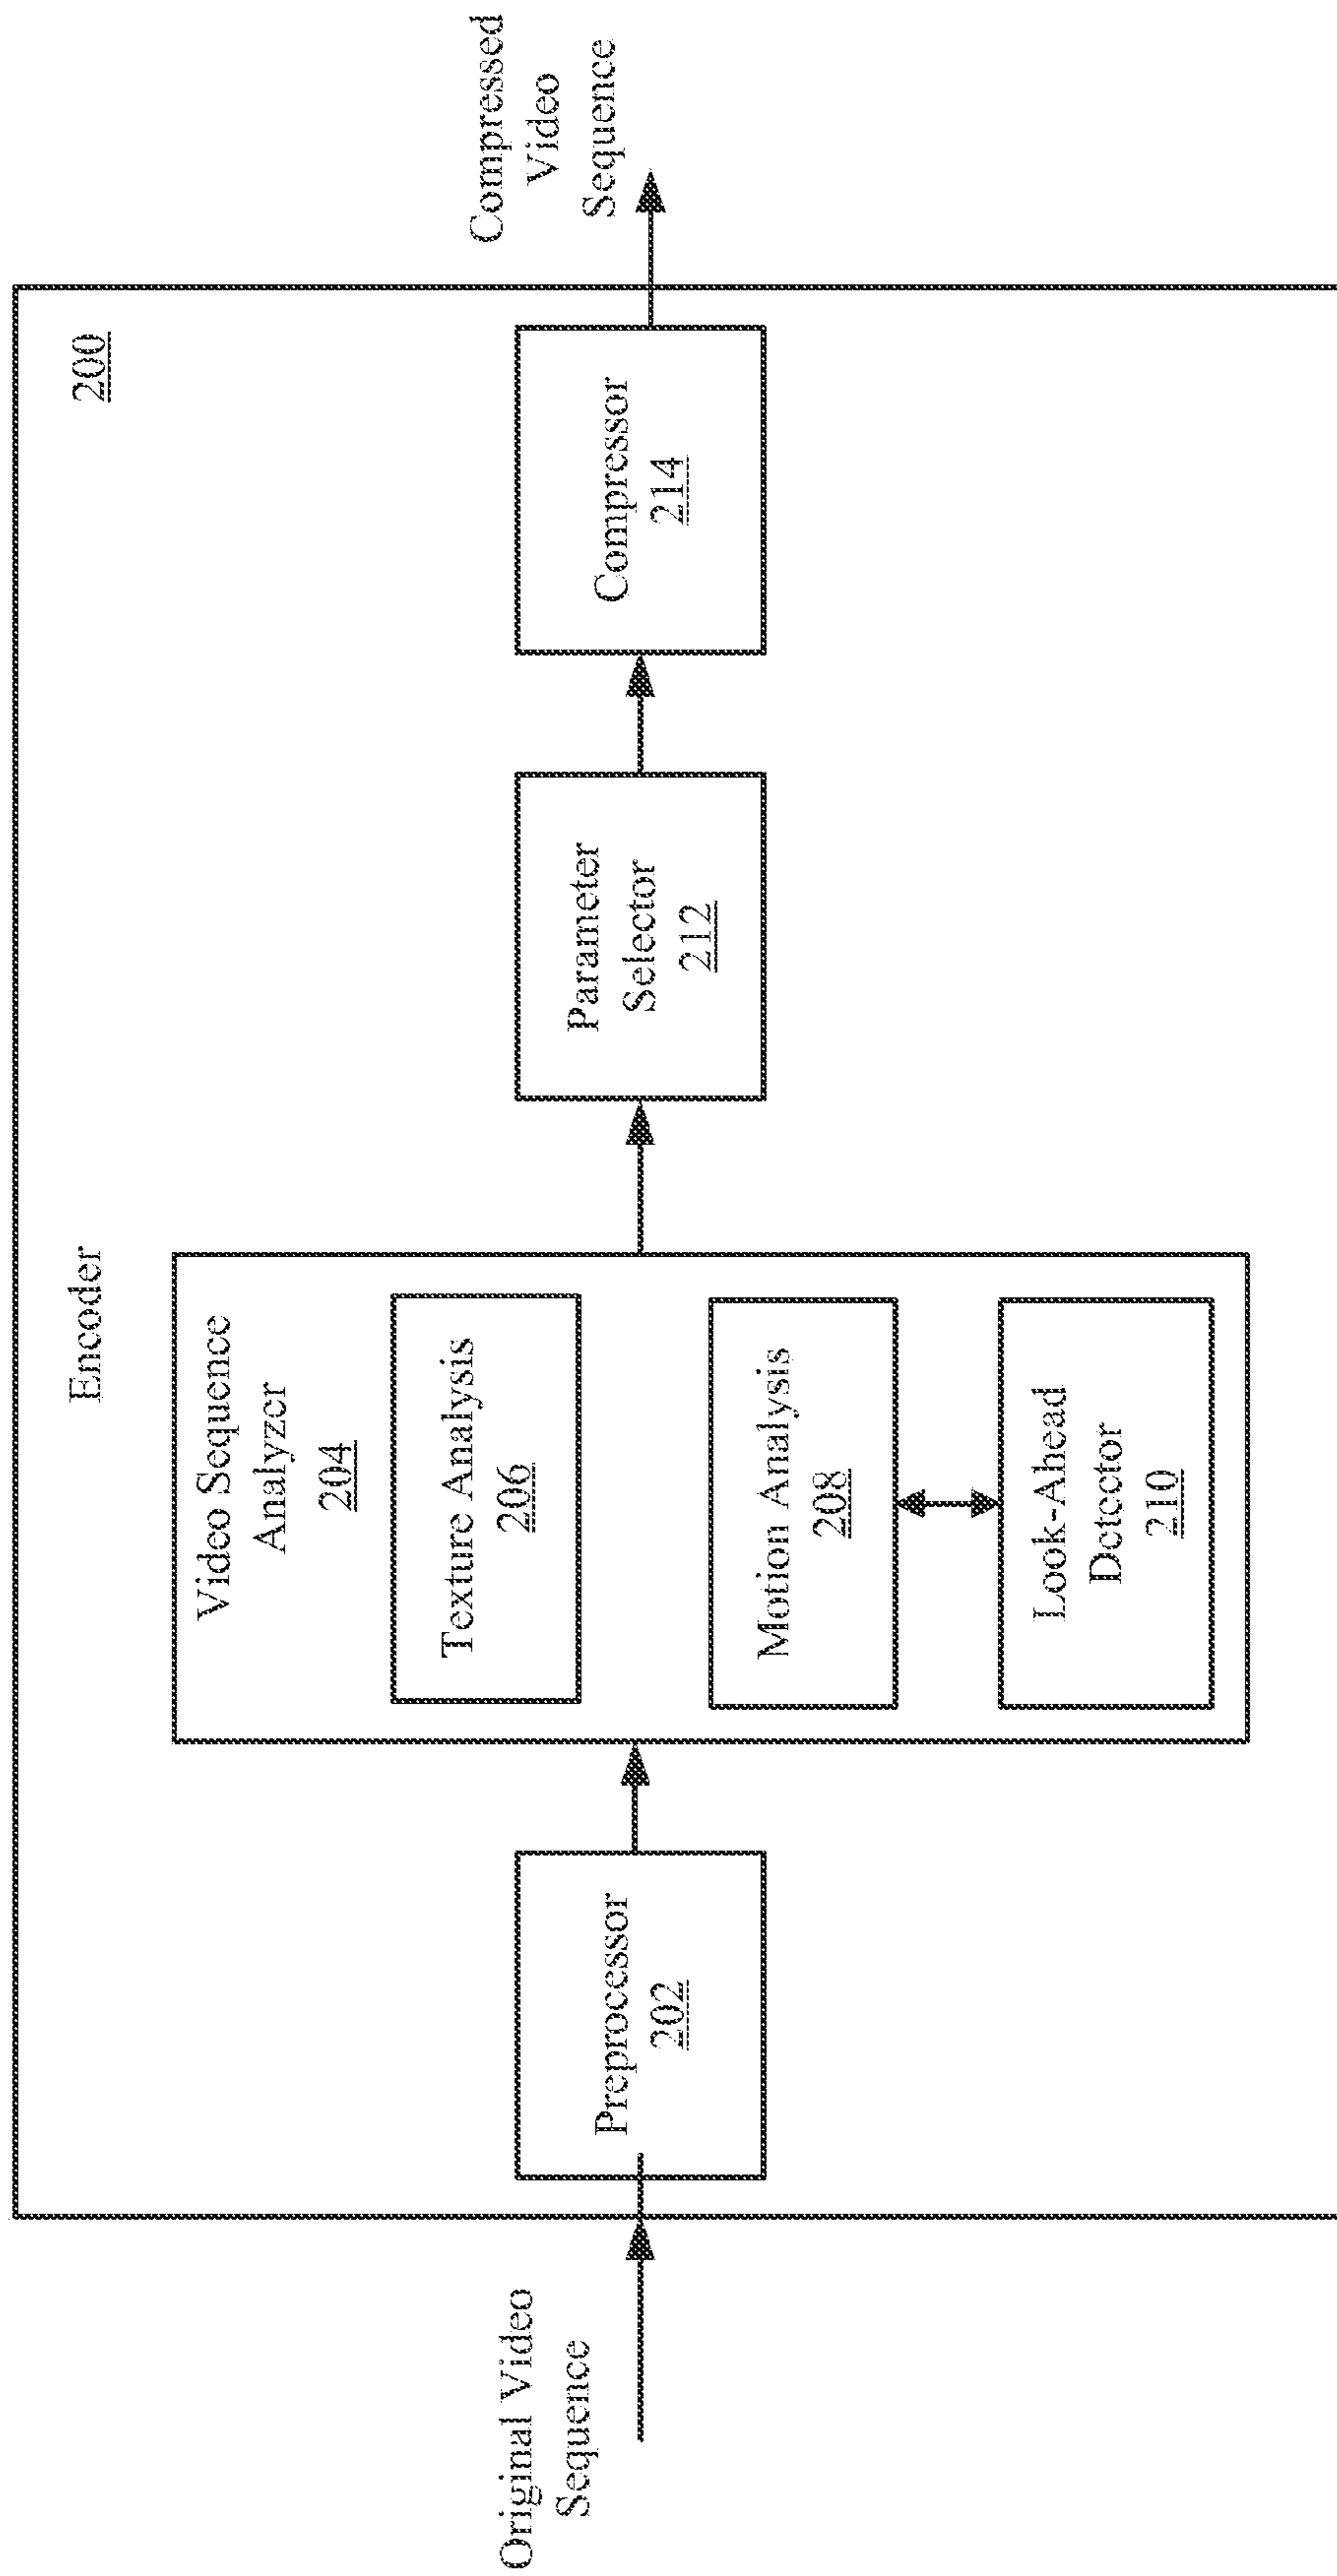 Encoder
200
Original Video
Sequence
Preprocessor
202
Video Sequence
Analyzer
204
Texture Analysis
206
Motion Analysis
208
Look-Ahead
Detector
210
Parameter
Selector
212
Compressor
214
Compressed
Video
Sequence